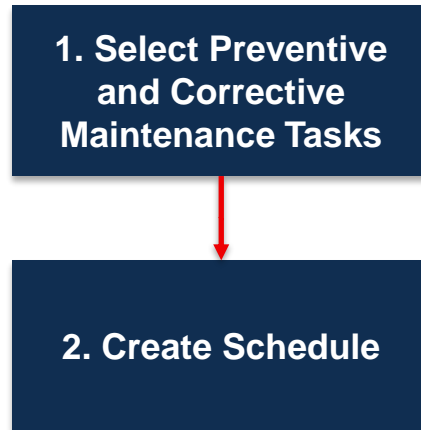 1. Select Preventive
and Corrective
Maintenance Tasks
2. Create Schedule